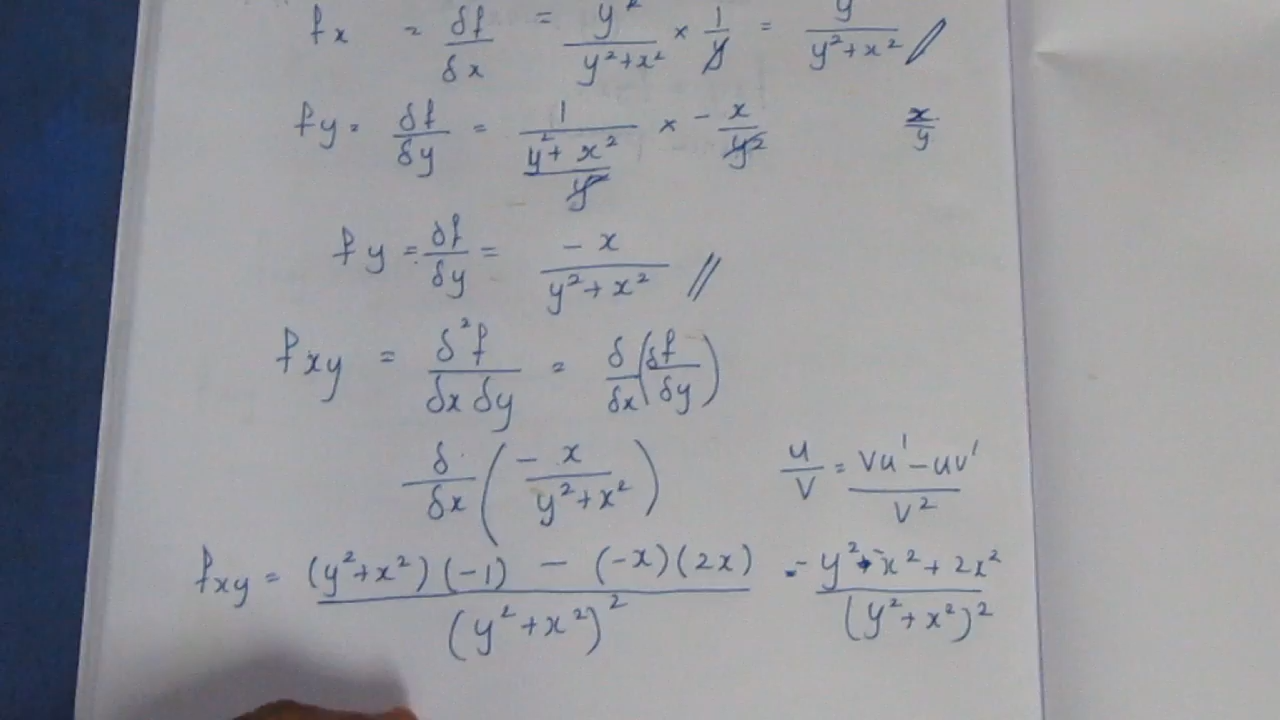 fx = δf/δx = y²/(y²+x²) × 1/y = y/(y²+x²) //
fy = δf/δy = 1/((y²+x²)/y²) × -x/y² x/y
fy = δf/δy = -x/(y²+x²) //
fxy = δ²f/(δx δy) = δ/δx (δf/δy)
δ/δx (-x/(y²+x²)) u/v = (vu' - uv')/v²
fxy = ((y²+x²)(-1) - (-x)(2x))/(y²+x²)² = (-y² - x² + 2x²)/(y²+x²)²